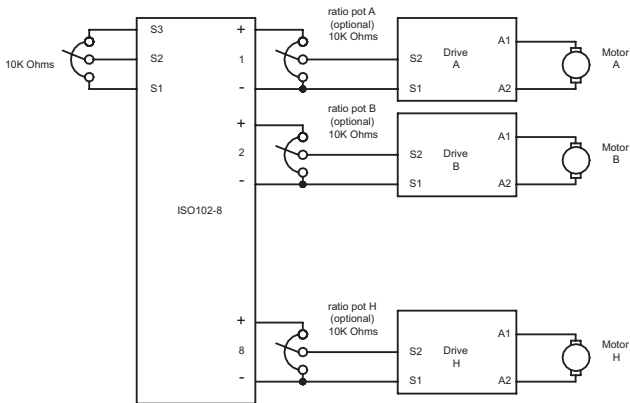 10K Ohms
S3
S2
S1
ISO102-8
+
1
-
ratio pot A
(optional)
10K Ohms
S2
S1
Drive
A
A1
A2
Motor
A
+
2
-
ratio pot B
(optional)
10K Ohms
S2
S1
Drive
B
A1
A2
Motor
B
+
8
-
ratio pot H
(optional)
10K Ohms
S2
S1
Drive
H
A1
A2
Motor
H